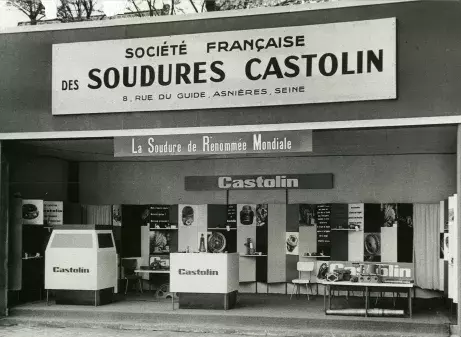 SOCIÉTÉ FRANÇAISE
DES SOUDURES CASTOLIN
8, RUE DU GUIDE, ASNIÈRES, SEINE
La Soudure de Renommée Mondiale
Castolin
Castolin
Castolin
Castolin